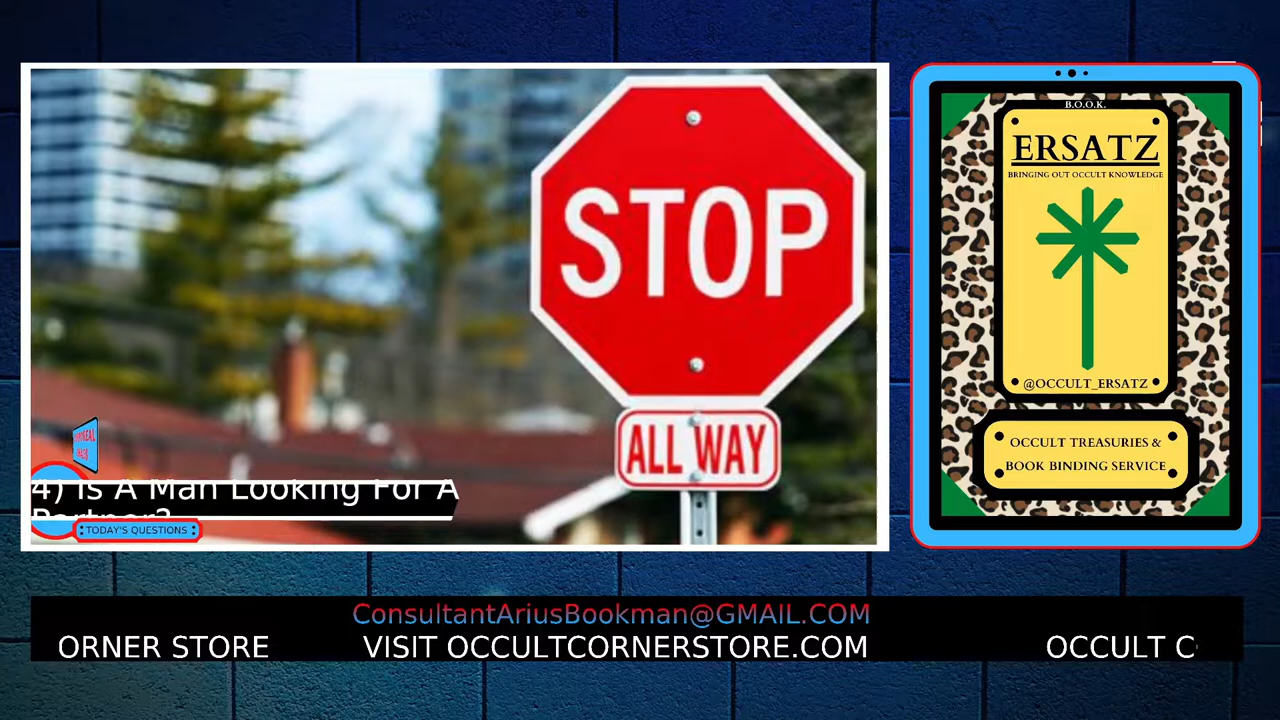 STOP
ALL WAY
4) Is A Man Looking For A
Partner?
TODAY'S QUESTIONS
B.O.O.K.
ERSATZ
BRINGING OUT OCCULT KNOWLEDGE
@OCCULT_ERSATZ
OCCULT TREASURIES &
BOOK BINDING SERVICE
ConsultantAriusBookman@GMAIL.COM
ORNER STORE VISIT OCCULTCORNERSTORE.COM OCCULT C